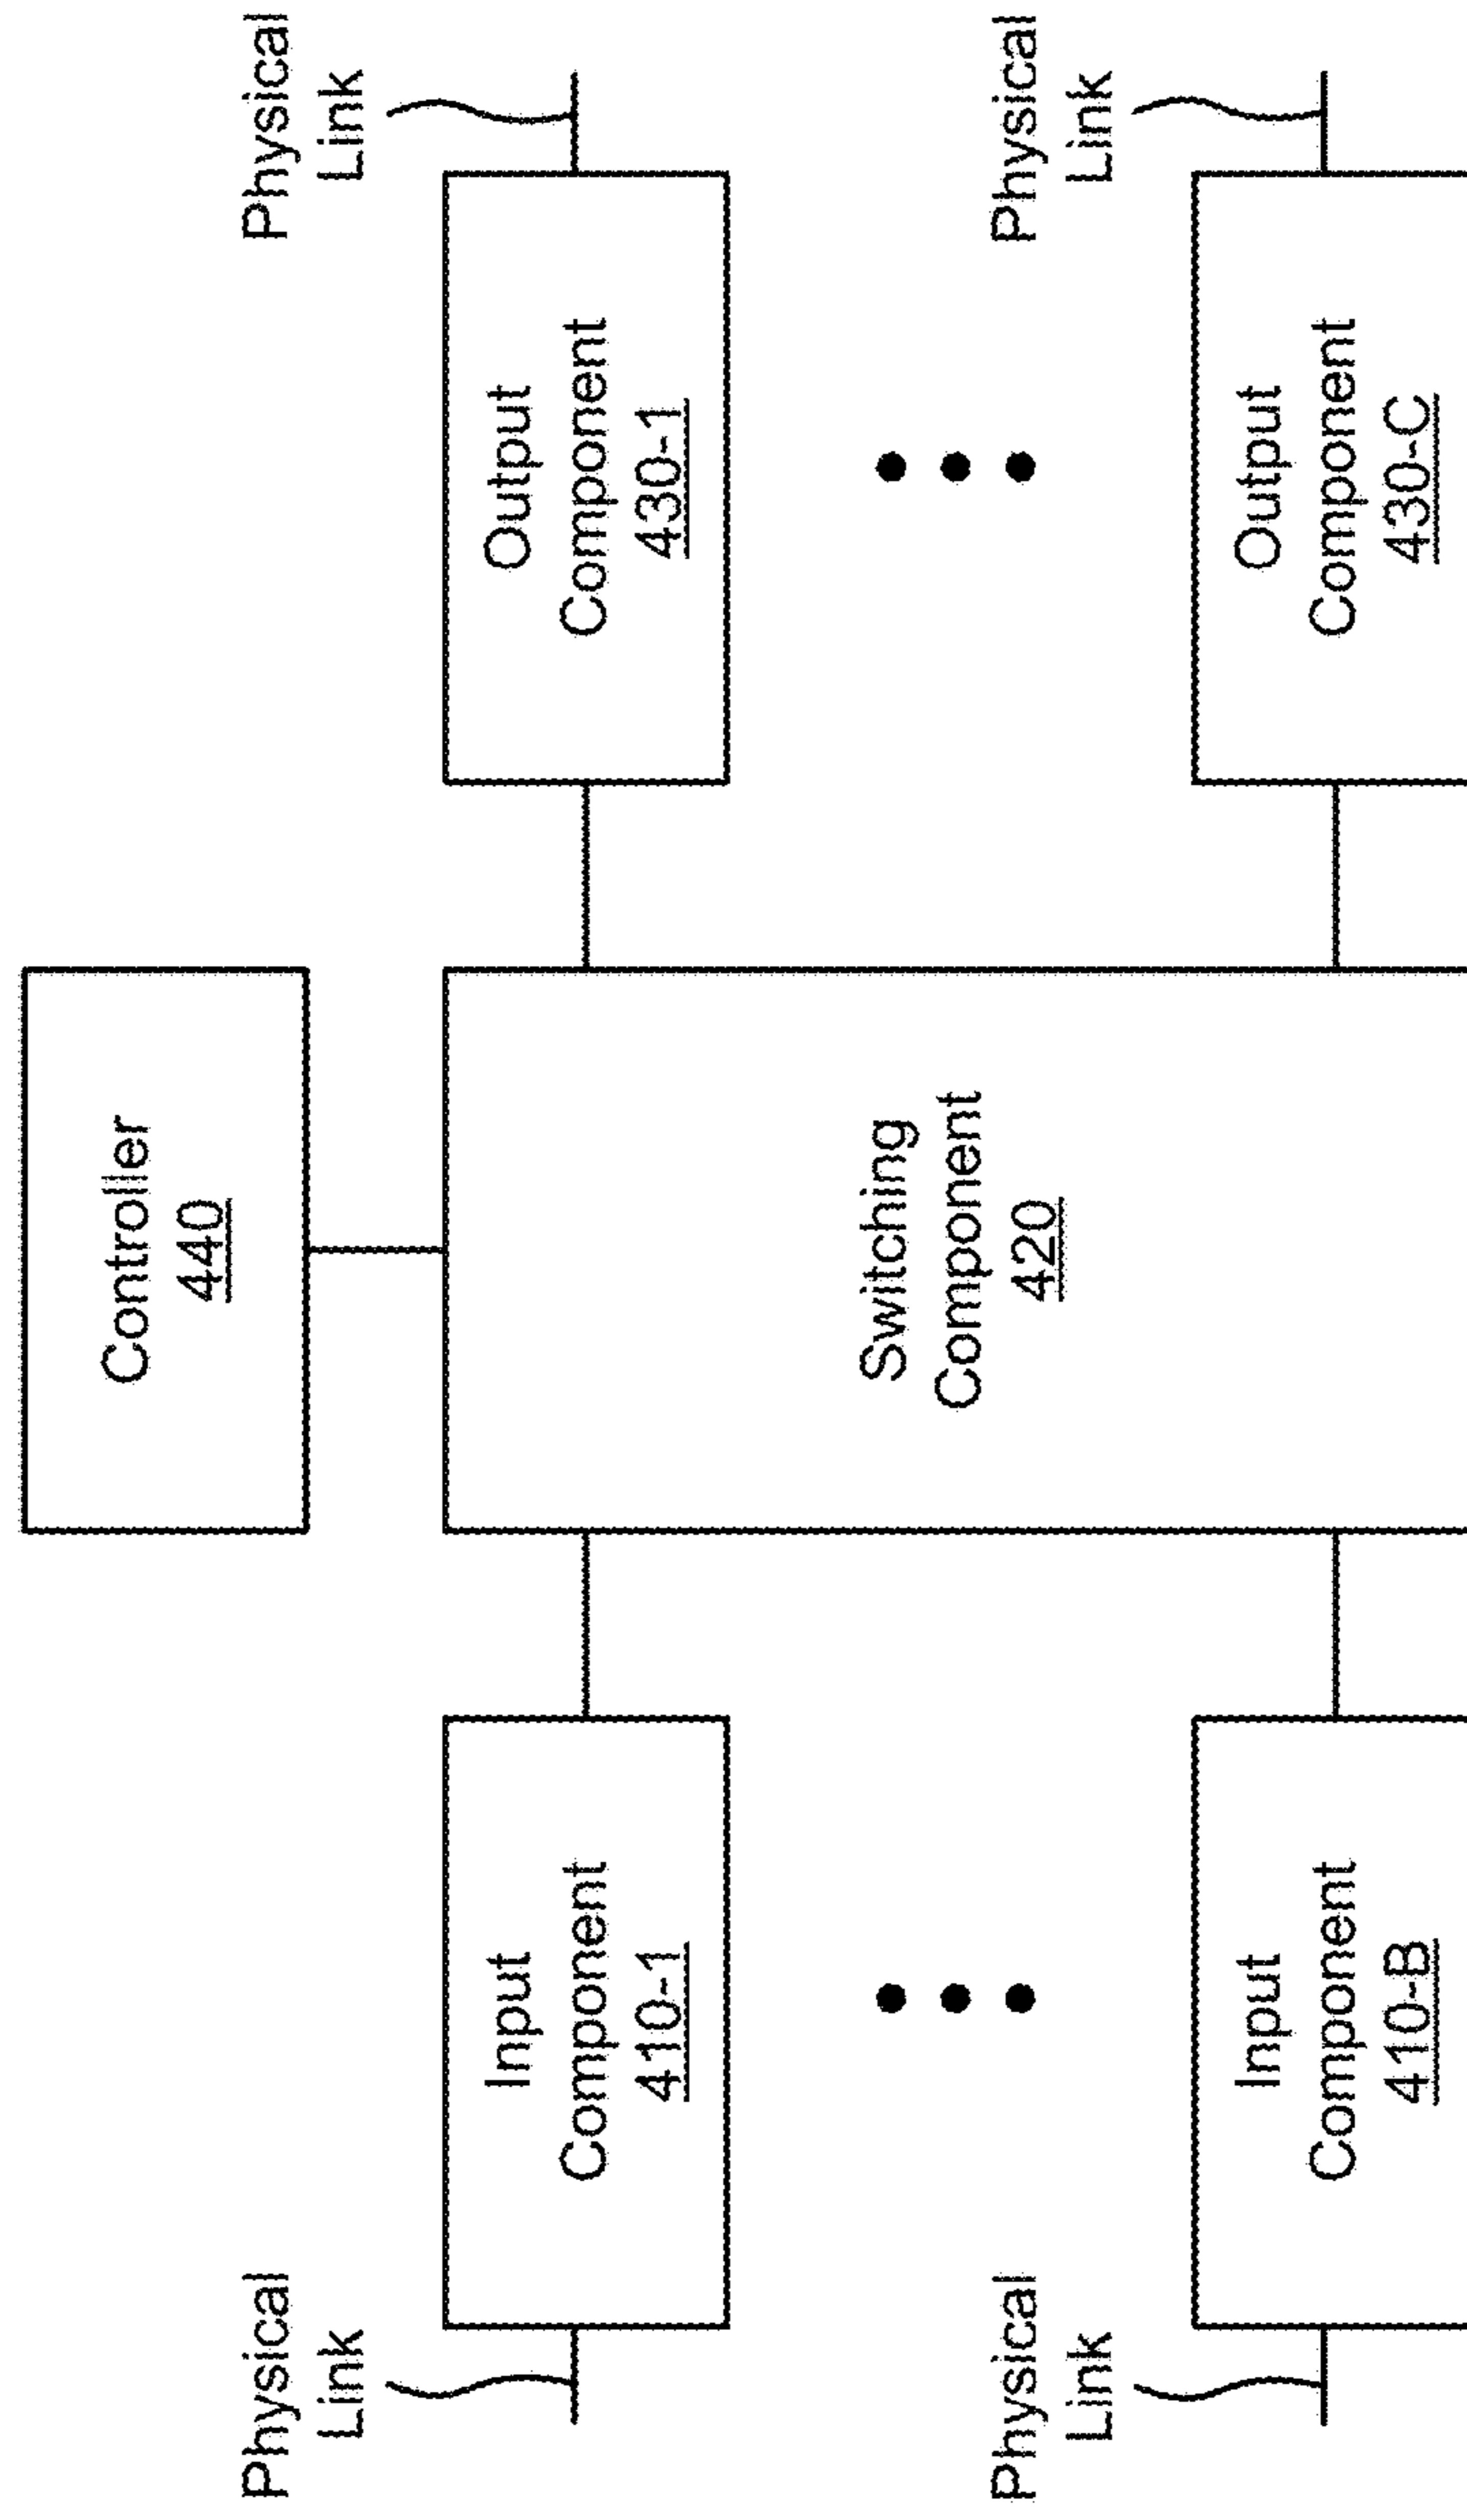 Controller
440
Physical
Link
Input
Component
410-1
Physical
Link
Input
Component
410-B
Switching
Component
420
Physical
Link
Output
Component
430-1
Physical
Link
Output
Component
430-C